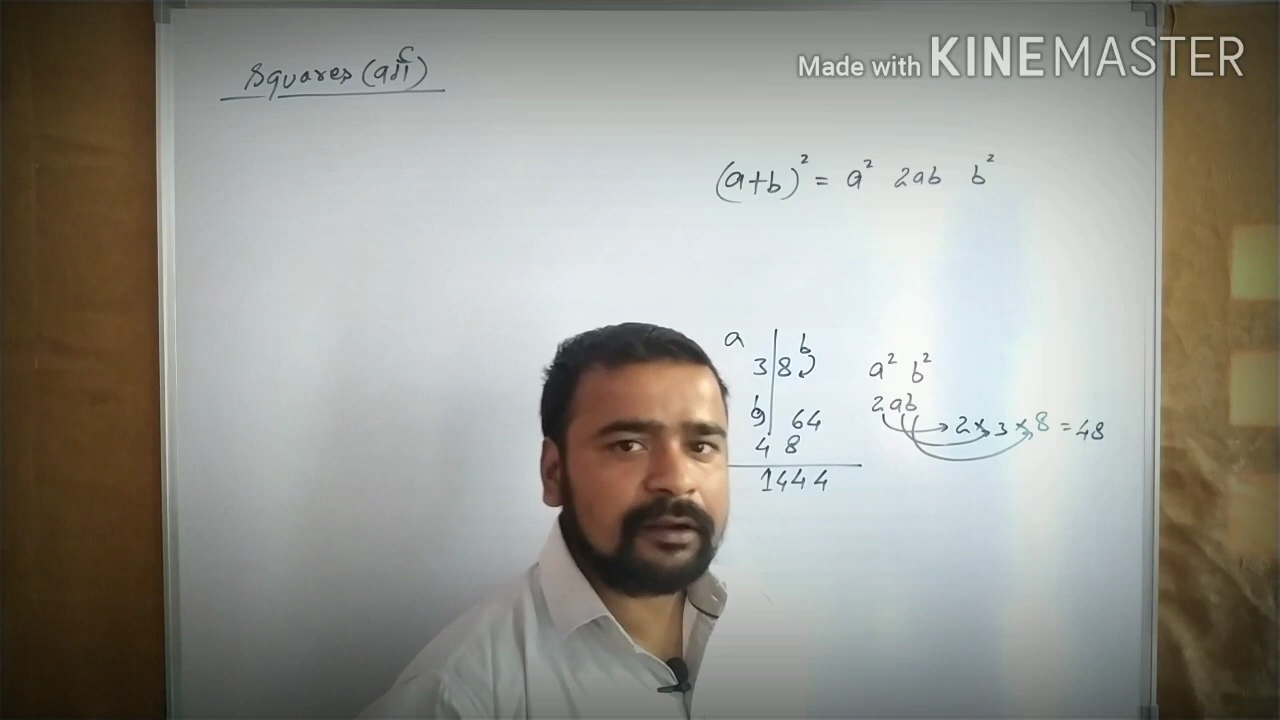 Squares (वर्ग)
Made with KINEMASTER
(a+b)² = a² 2ab b²
a b
3 8
9 64
4 8
1444
a² b²
2ab
2×3×8 = 48